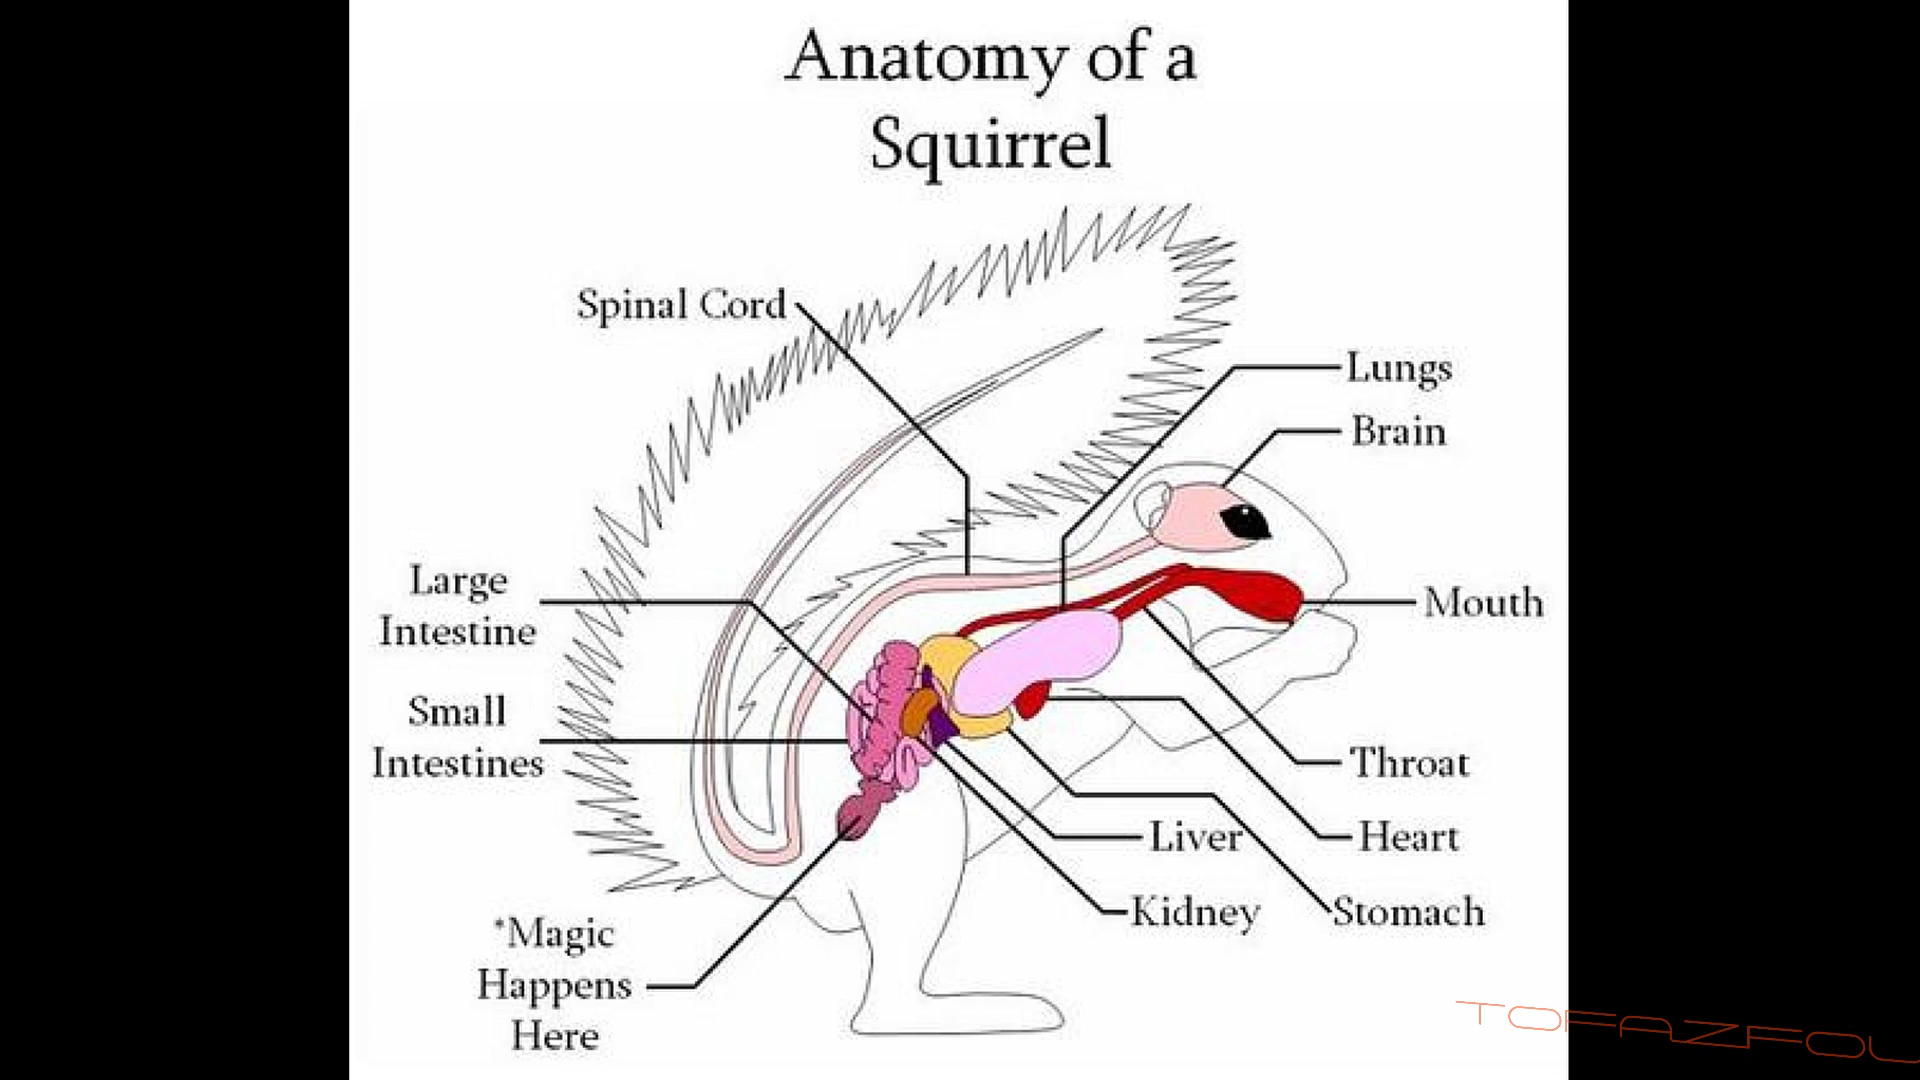 Anatomy of a
Squirrel
Spinal Cord
Lungs
Brain
Large
Intestine
Mouth
Small
Intestines
Throat
Liver
Heart
Kidney
Stomach
*Magic
Happens
Here
TOFAZFOU